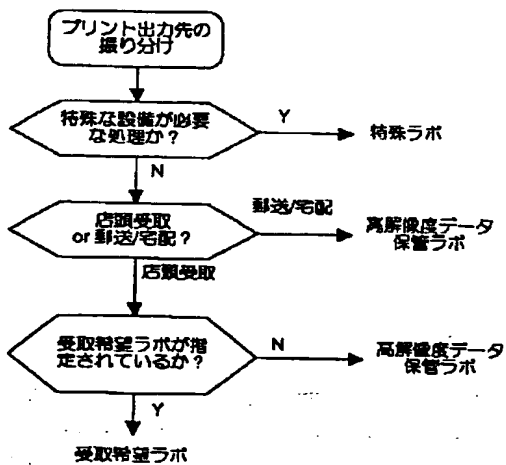 プリント出力先の
振り分け
特殊な設備が必要
な処理か？
Y
特殊ラボ
N
店頭受取
or 郵送/宅配？
郵送/宅配
高解像度データ
保管ラボ
店頭受取
受取希望ラボが指
定されているか？
N
高解像度データ
保管ラボ
Y
受取希望ラボ